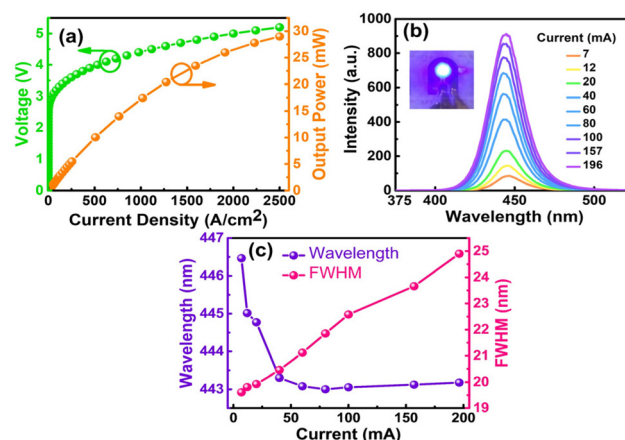 (a)
Voltage (V)
5
4
3
2
1
0
Output Power (mW)
30
25
20
15
10
5
0
0 500 1000 1500 2000 2500
Current Density (A/cm2)
(b)
Intensity (a.u.)
1000
800
600
400
200
0
Current (mA)
7
12
20
40
60
80
100
157
196
375 400 450 500
Wavelength (nm)
(c)
Wavelength
FWHM
Wavelength (nm)
447
446
445
444
443
FWHM (nm)
25
24
23
22
21
20
19
0 50 100 150 200
Current (mA)